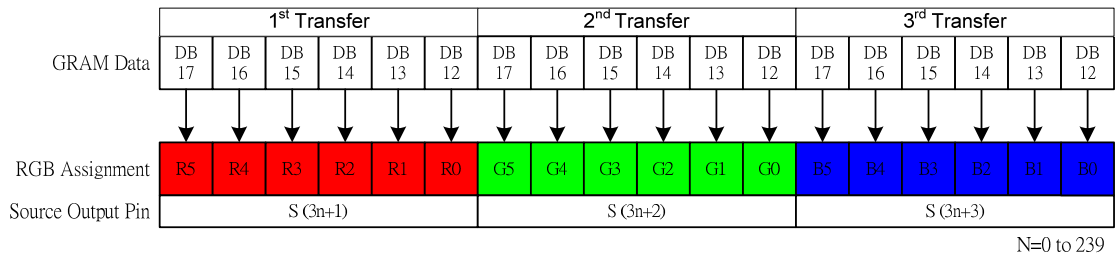 1st Transfer 2nd Transfer 3rd Transfer
GRAM Data DB 17 DB 16 DB 15 DB 14 DB 13 DB 12 DB 17 DB 16 DB 15 DB 14 DB 13 DB 12 DB 17 DB 16 DB 15 DB 14 DB 13 DB 12
RGB Assignment R5 R4 R3 R2 R1 R0 G5 G4 G3 G2 G1 G0 B5 B4 B3 B2 B1 B0
Source Output Pin S (3n+1) S (3n+2) S (3n+3)
N=0 to 239